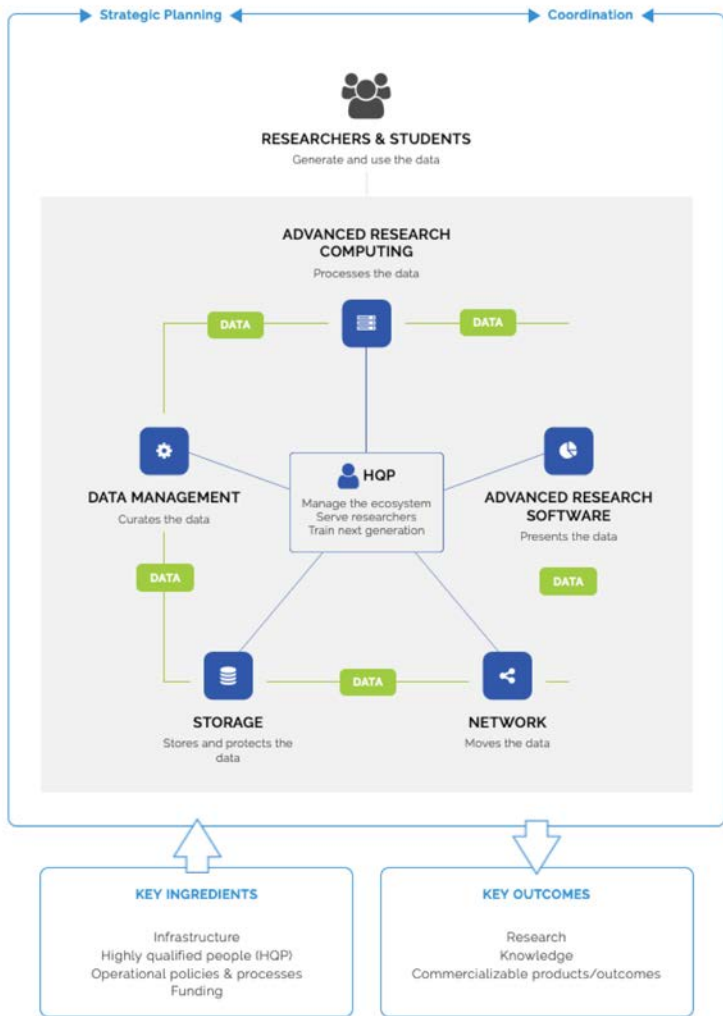 Strategic Planning
Coordination
RESEARCHERS & STUDENTS
Generate and use the data
ADVANCED RESEARCH
COMPUTING
Processes the data
DATA
DATA
HQP
Manage the ecosystem
Serve researchers
Train next generation
DATA MANAGEMENT
Curates the data
ADVANCED RESEARCH
SOFTWARE
Presents the data
DATA
DATA
DATA
STORAGE
Stores and protects the
data
NETWORK
Moves the data
KEY INGREDIENTS
Infrastructure
Highly qualified people (HQP)
Operational policies & processes
Funding
KEY OUTCOMES
Research
Knowledge
Commercializable products/outcomes